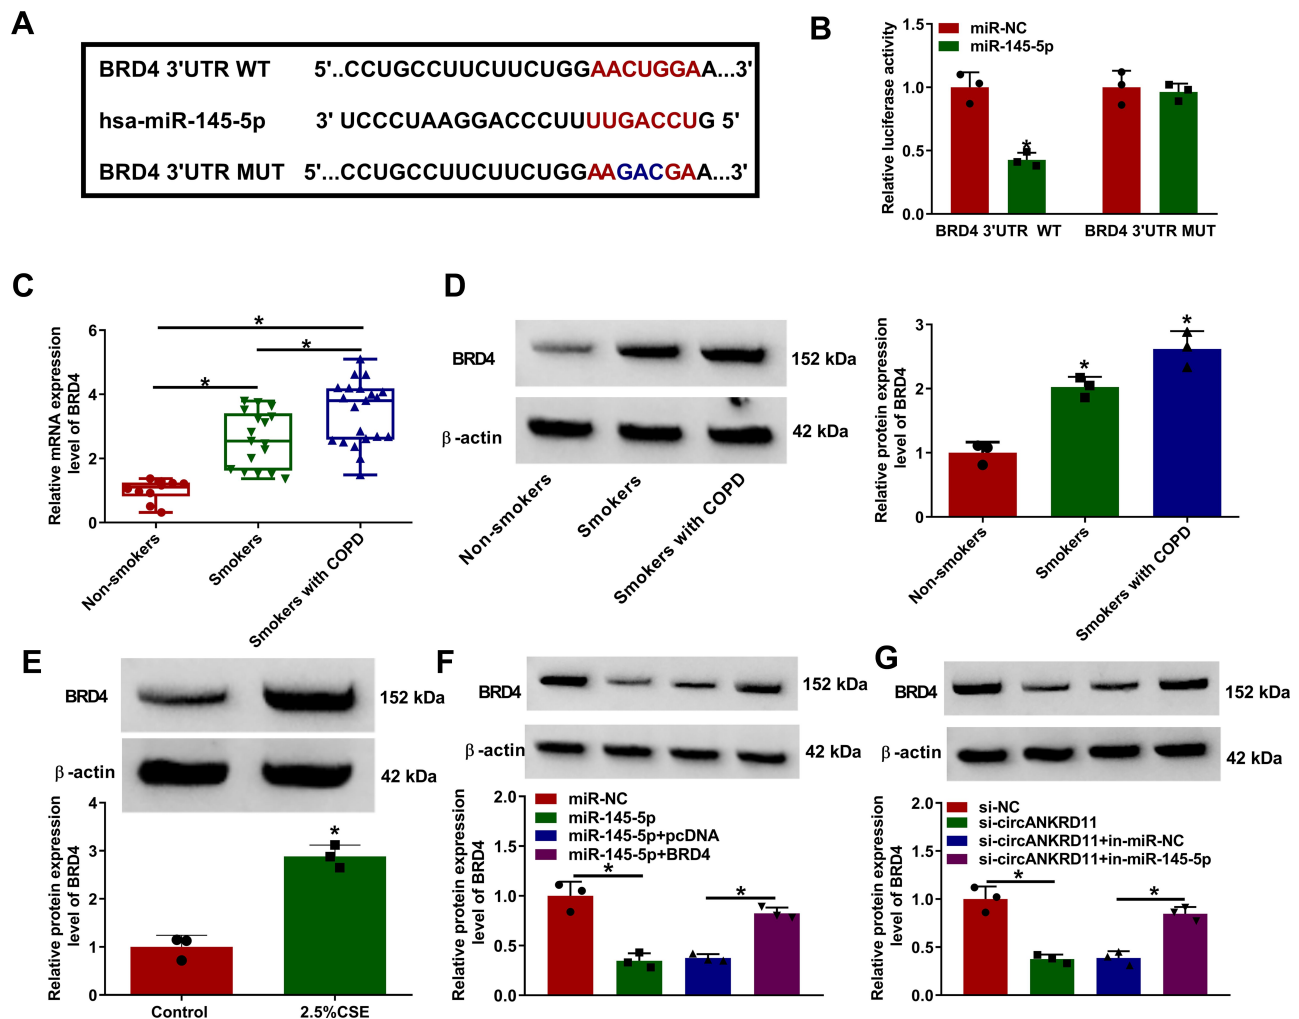 A
BRD4 3'UTR WT 5'..CCUGCCUUCUUCUGGAACUGGAA...3'
hsa-miR-145-5p 3' UCCCUAAGGACCCUUUUGACCUG 5'
BRD4 3'UTR MUT 5'...CCUGCCUUCUUCUGGAAGACGAA...3'
B
Relative luciferase activity
1.5
1.0
0.5
0.0
miR-NC
miR-145-5p
*
BRD4 3'UTR WT
BRD4 3'UTR MUT
C
Relative mRNA expression
level of BRD4
6
4
2
0
*
*
*
Non-smokers
Smokers
Smokers with COPD
D
BRD4
152 kDa
β-actin
42 kDa
Non-smokers
Smokers
Smokers with COPD
Relative protein expression
level of BRD4
3
2
1
0
*
*
Non-smokers
Smokers
Smokers with COPD
E
BRD4
152 kDa
β-actin
42 kDa
Relative protein expression
level of BRD4
4
3
2
1
0
*
Control
2.5%CSE
F
BRD4
152 kDa
β-actin
42 kDa
Relative protein expression
level of BRD4
2.0
1.5
1.0
0.5
0.0
miR-NC
miR-145-5p
miR-145-5p+pcDNA
miR-145-5p+BRD4
*
*
G
BRD4
152 kDa
β-actin
42 kDa
Relative protein expression
level of BRD4
2.0
1.5
1.0
0.5
0.0
si-NC
si-circANKRD11
si-circANKRD11+in-miR-NC
si-circANKRD11+in-miR-145-5p
*
*